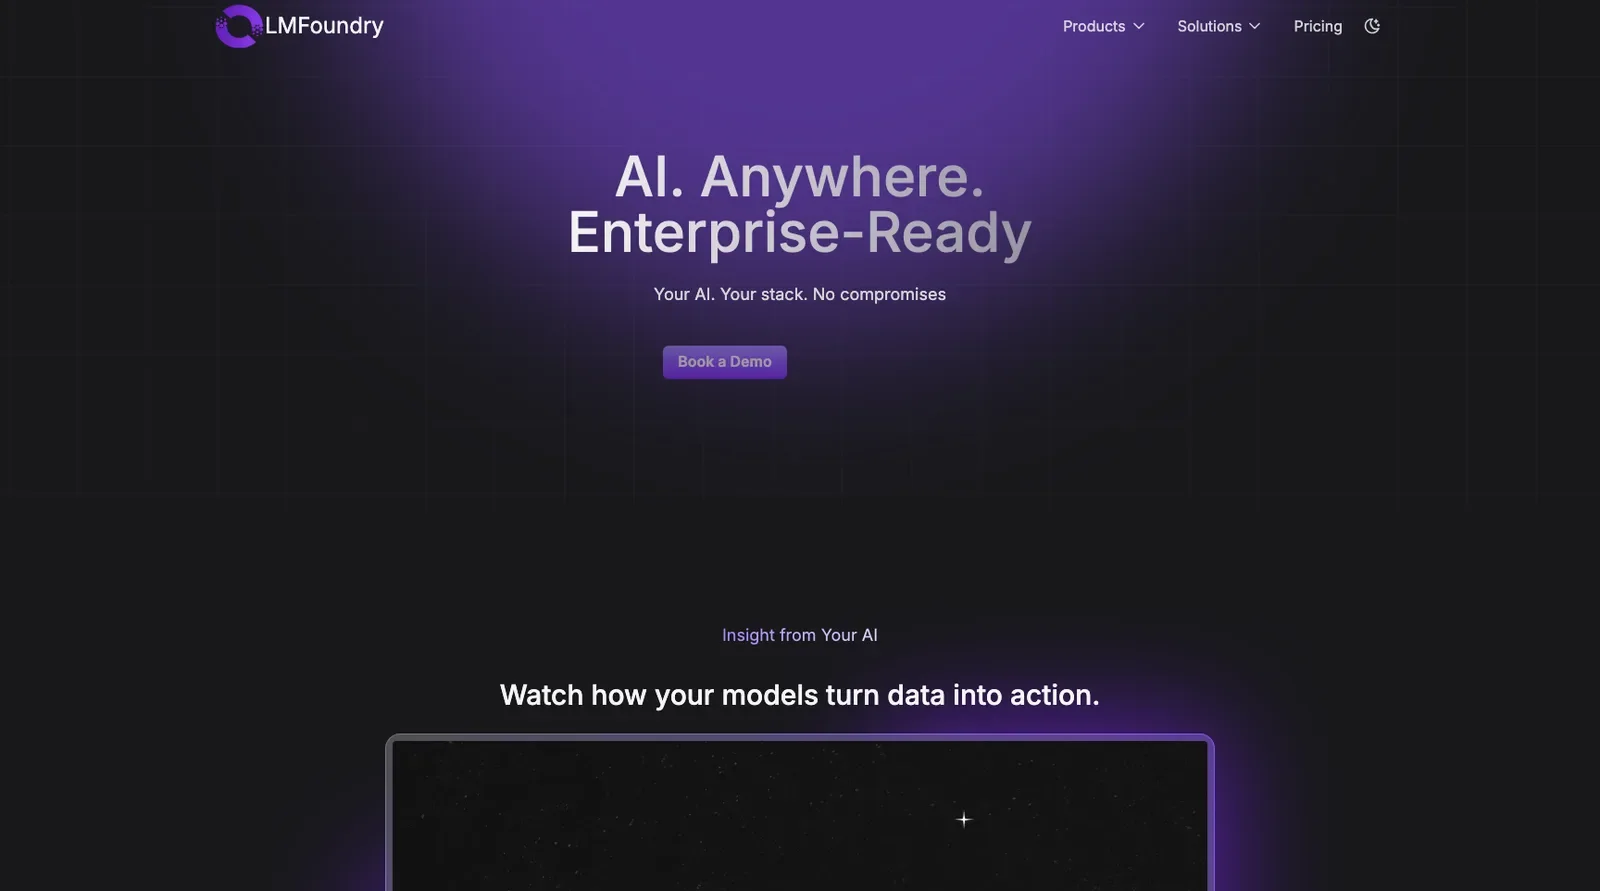 LMFoundry
Products
Solutions
Pricing
AI. Anywhere.
Enterprise-Ready
Your AI. Your stack. No compromises
Book a Demo
Insight from Your AI
Watch how your models turn data into action.